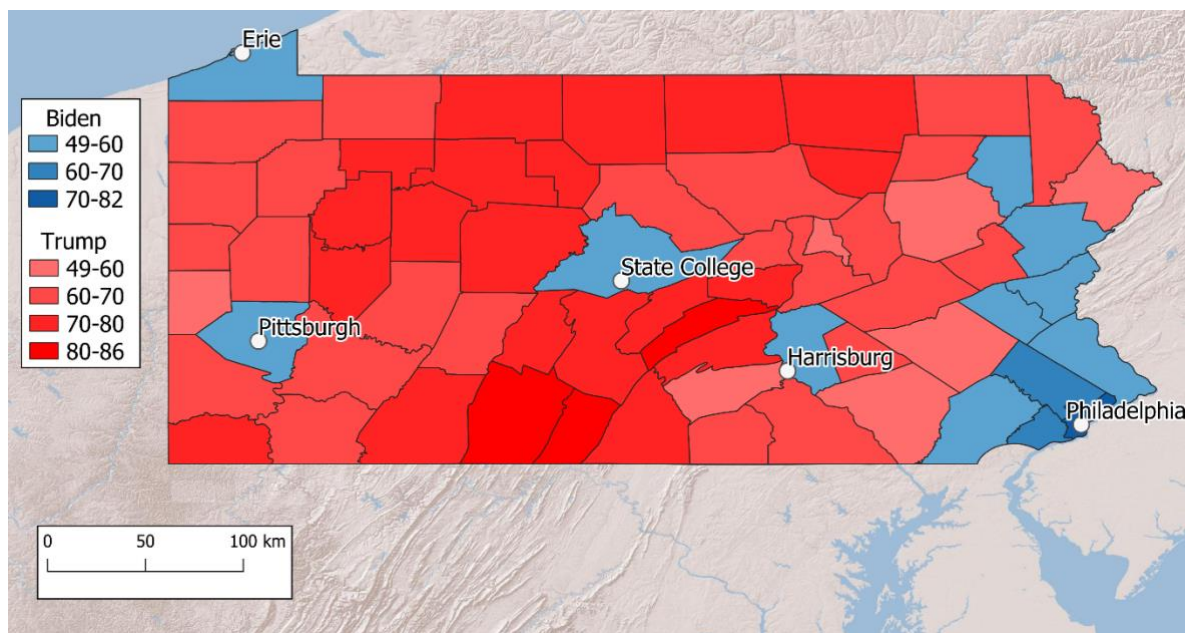 Erie
Biden
49-60
60-70
70-82
Trump
49-60
60-70
70-80
80-86
State College
Pittsburgh
Harrisburg
Philadelphia
0 50 100 km